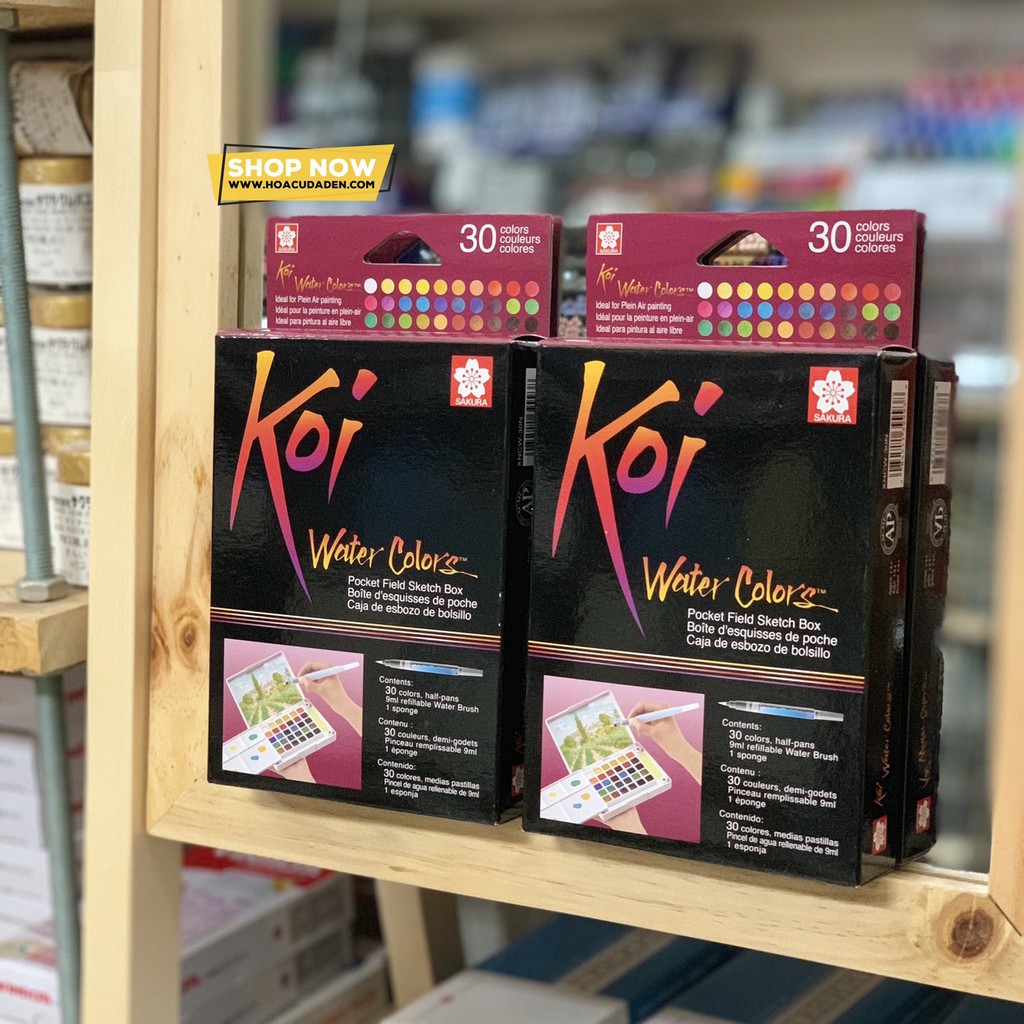 SHOP NOW
WWW.HOACUDADEN.COM
SAKURA
30 colors
couleurs
colores
Koi
Water Colors™
Ideal for Plein Air painting
Idéal pour la peinture en plein-air
Ideal para pintura al aire libre
Koi
SAKURA
Water Colors™
Pocket Field Sketch Box
Boîte d'esquisses de poche
Caja de esbozo de bolsillo
Contents:
30 colors, half-pans
9ml refillable Water Brush
1 sponge
Contenu :
30 couleurs, demi-godets
Pinceau remplissable 9ml
1 éponge
Contenido:
30 colores, medias pastillas
Pincel de agua rellenable de 9ml
1 esponja
SAKURA
30 colors
couleurs
colores
Koi
Water Colors™
Ideal for Plein Air painting
Idéal pour la peinture en plein-air
Ideal para pintura al aire libre
Koi
SAKURA
Water Colors™
Pocket Field Sketch Box
Boîte d'esquisses de poche
Caja de esbozo de bolsillo
Contents:
30 colors, half-pans
9ml refillable Water Brush
1 sponge
Contenu :
30 couleurs, demi-godets
Pinceau remplissable 9ml
1 éponge
Contenido:
30 colores, medias pastillas
Pincel de agua rellenable de 9ml
1 esponja
AP
Koi Water Colors